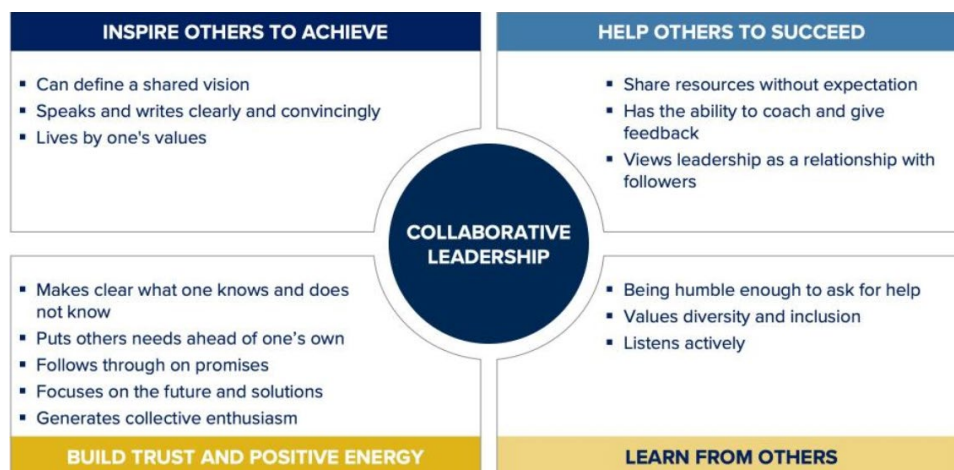 INSPIRE OTHERS TO ACHIEVE
▪ Can define a shared vision
▪ Speaks and writes clearly and convincingly
▪ Lives by one's values
HELP OTHERS TO SUCCEED
▪ Share resources without expectation
▪ Has the ability to coach and give
feedback
▪ Views leadership as a relationship with
followers
COLLABORATIVE
LEADERSHIP
▪ Makes clear what one knows and does
not know
▪ Puts others needs ahead of one’s own
▪ Follows through on promises
▪ Focuses on the future and solutions
▪ Generates collective enthusiasm
BUILD TRUST AND POSITIVE ENERGY
▪ Being humble enough to ask for help
▪ Values diversity and inclusion
▪ Listens actively
LEARN FROM OTHERS